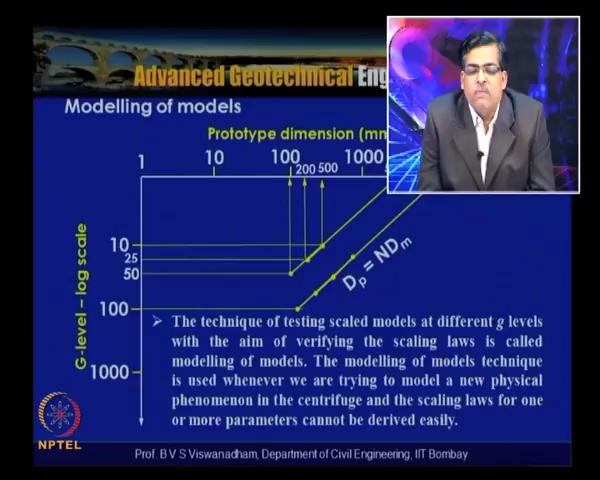 Advanced Geotechnical Eng
Modelling of models
Prototype dimension (mm
1 10 100 1000
200 500
10
25
50
100
1000
G-level – log scale
Dp = NDm
➢ The technique of testing scaled models at different g levels
with the aim of verifying the scaling laws is called
modelling of models. The modelling of models technique
is used whenever we are trying to model a new physical
phenomenon in the centrifuge and the scaling laws for one
or more parameters cannot be derived easily.
NPTEL
Prof. B V S Viswanadham, Department of Civil Engineering, IIT Bombay